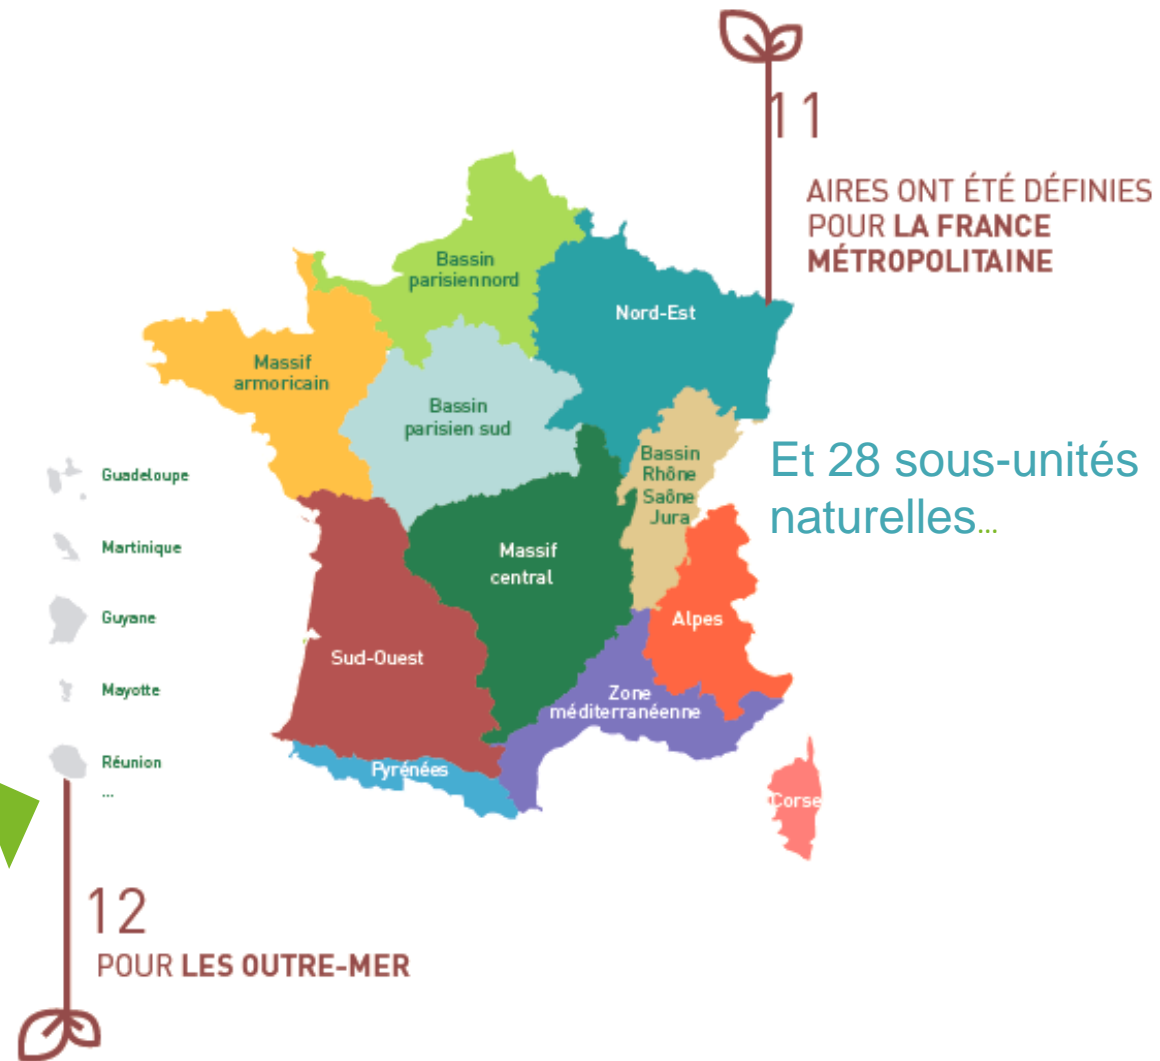 11
AIRES ONT ÉTÉ DÉFINIES
POUR LA FRANCE
MÉTROPOLITAINE
Bassin
parisiennord
Nord-Est
Massif
armoricain
Bassin
parisien sud
Bassin
Rhône
Saône
Jura
Et 28 sous-unités
naturelles...
Guadeloupe
Martinique
Guyane
Mayotte
Réunion
...
Massif
central
Alpes
Sud-Ouest
Zone
méditerranéenne
Pyrénées
Corse
12
POUR LES OUTRE-MER